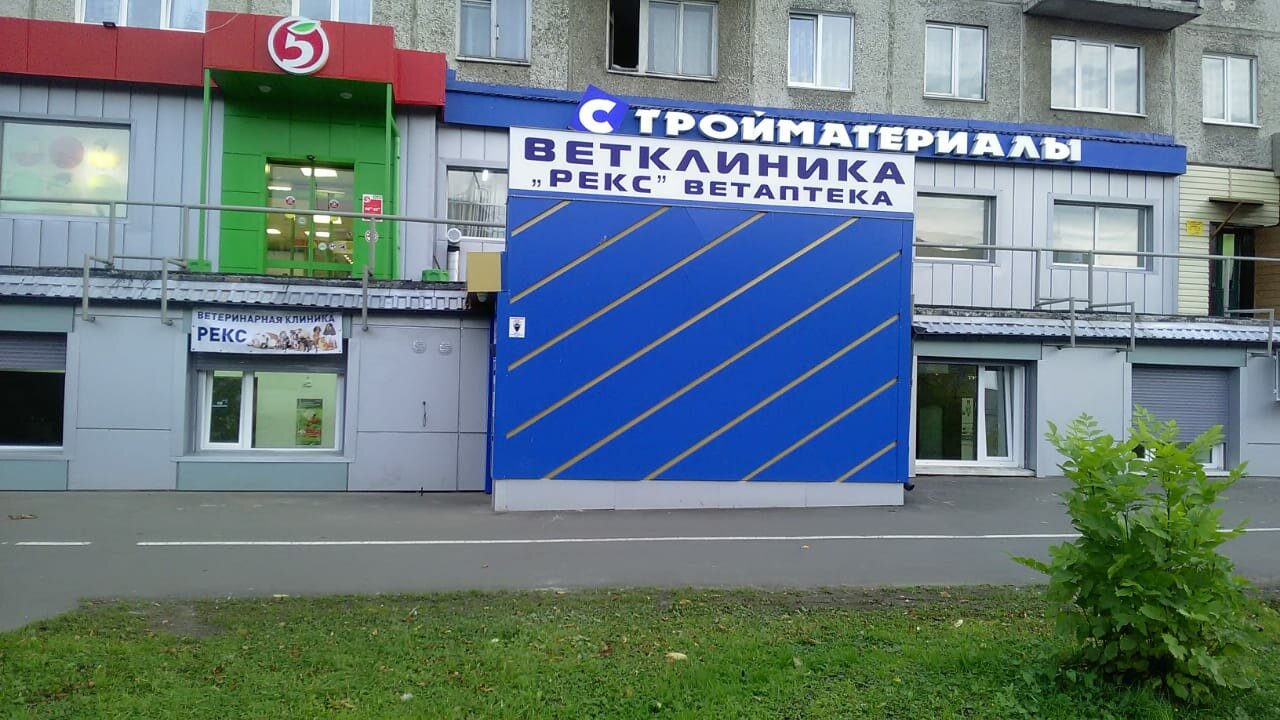 5
СТРОЙМАТЕРИАЛЫ
ВЕТКЛИНИКА
„РЕКС” ВЕТАПТЕКА
ВЕТЕРИНАРНАЯ КЛИНИКА
РЕКС